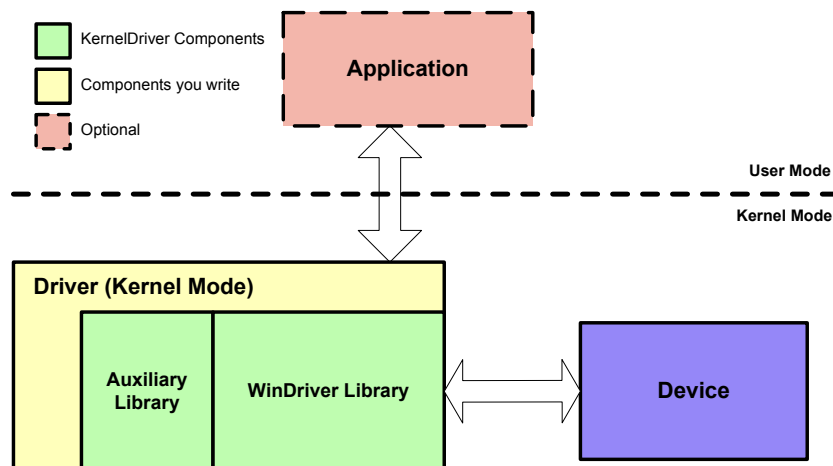 KernelDriver Components
Components you write
Optional
Application
User Mode
Kernel Mode
Driver (Kernel Mode)
Auxiliary
Library
WinDriver Library
Device